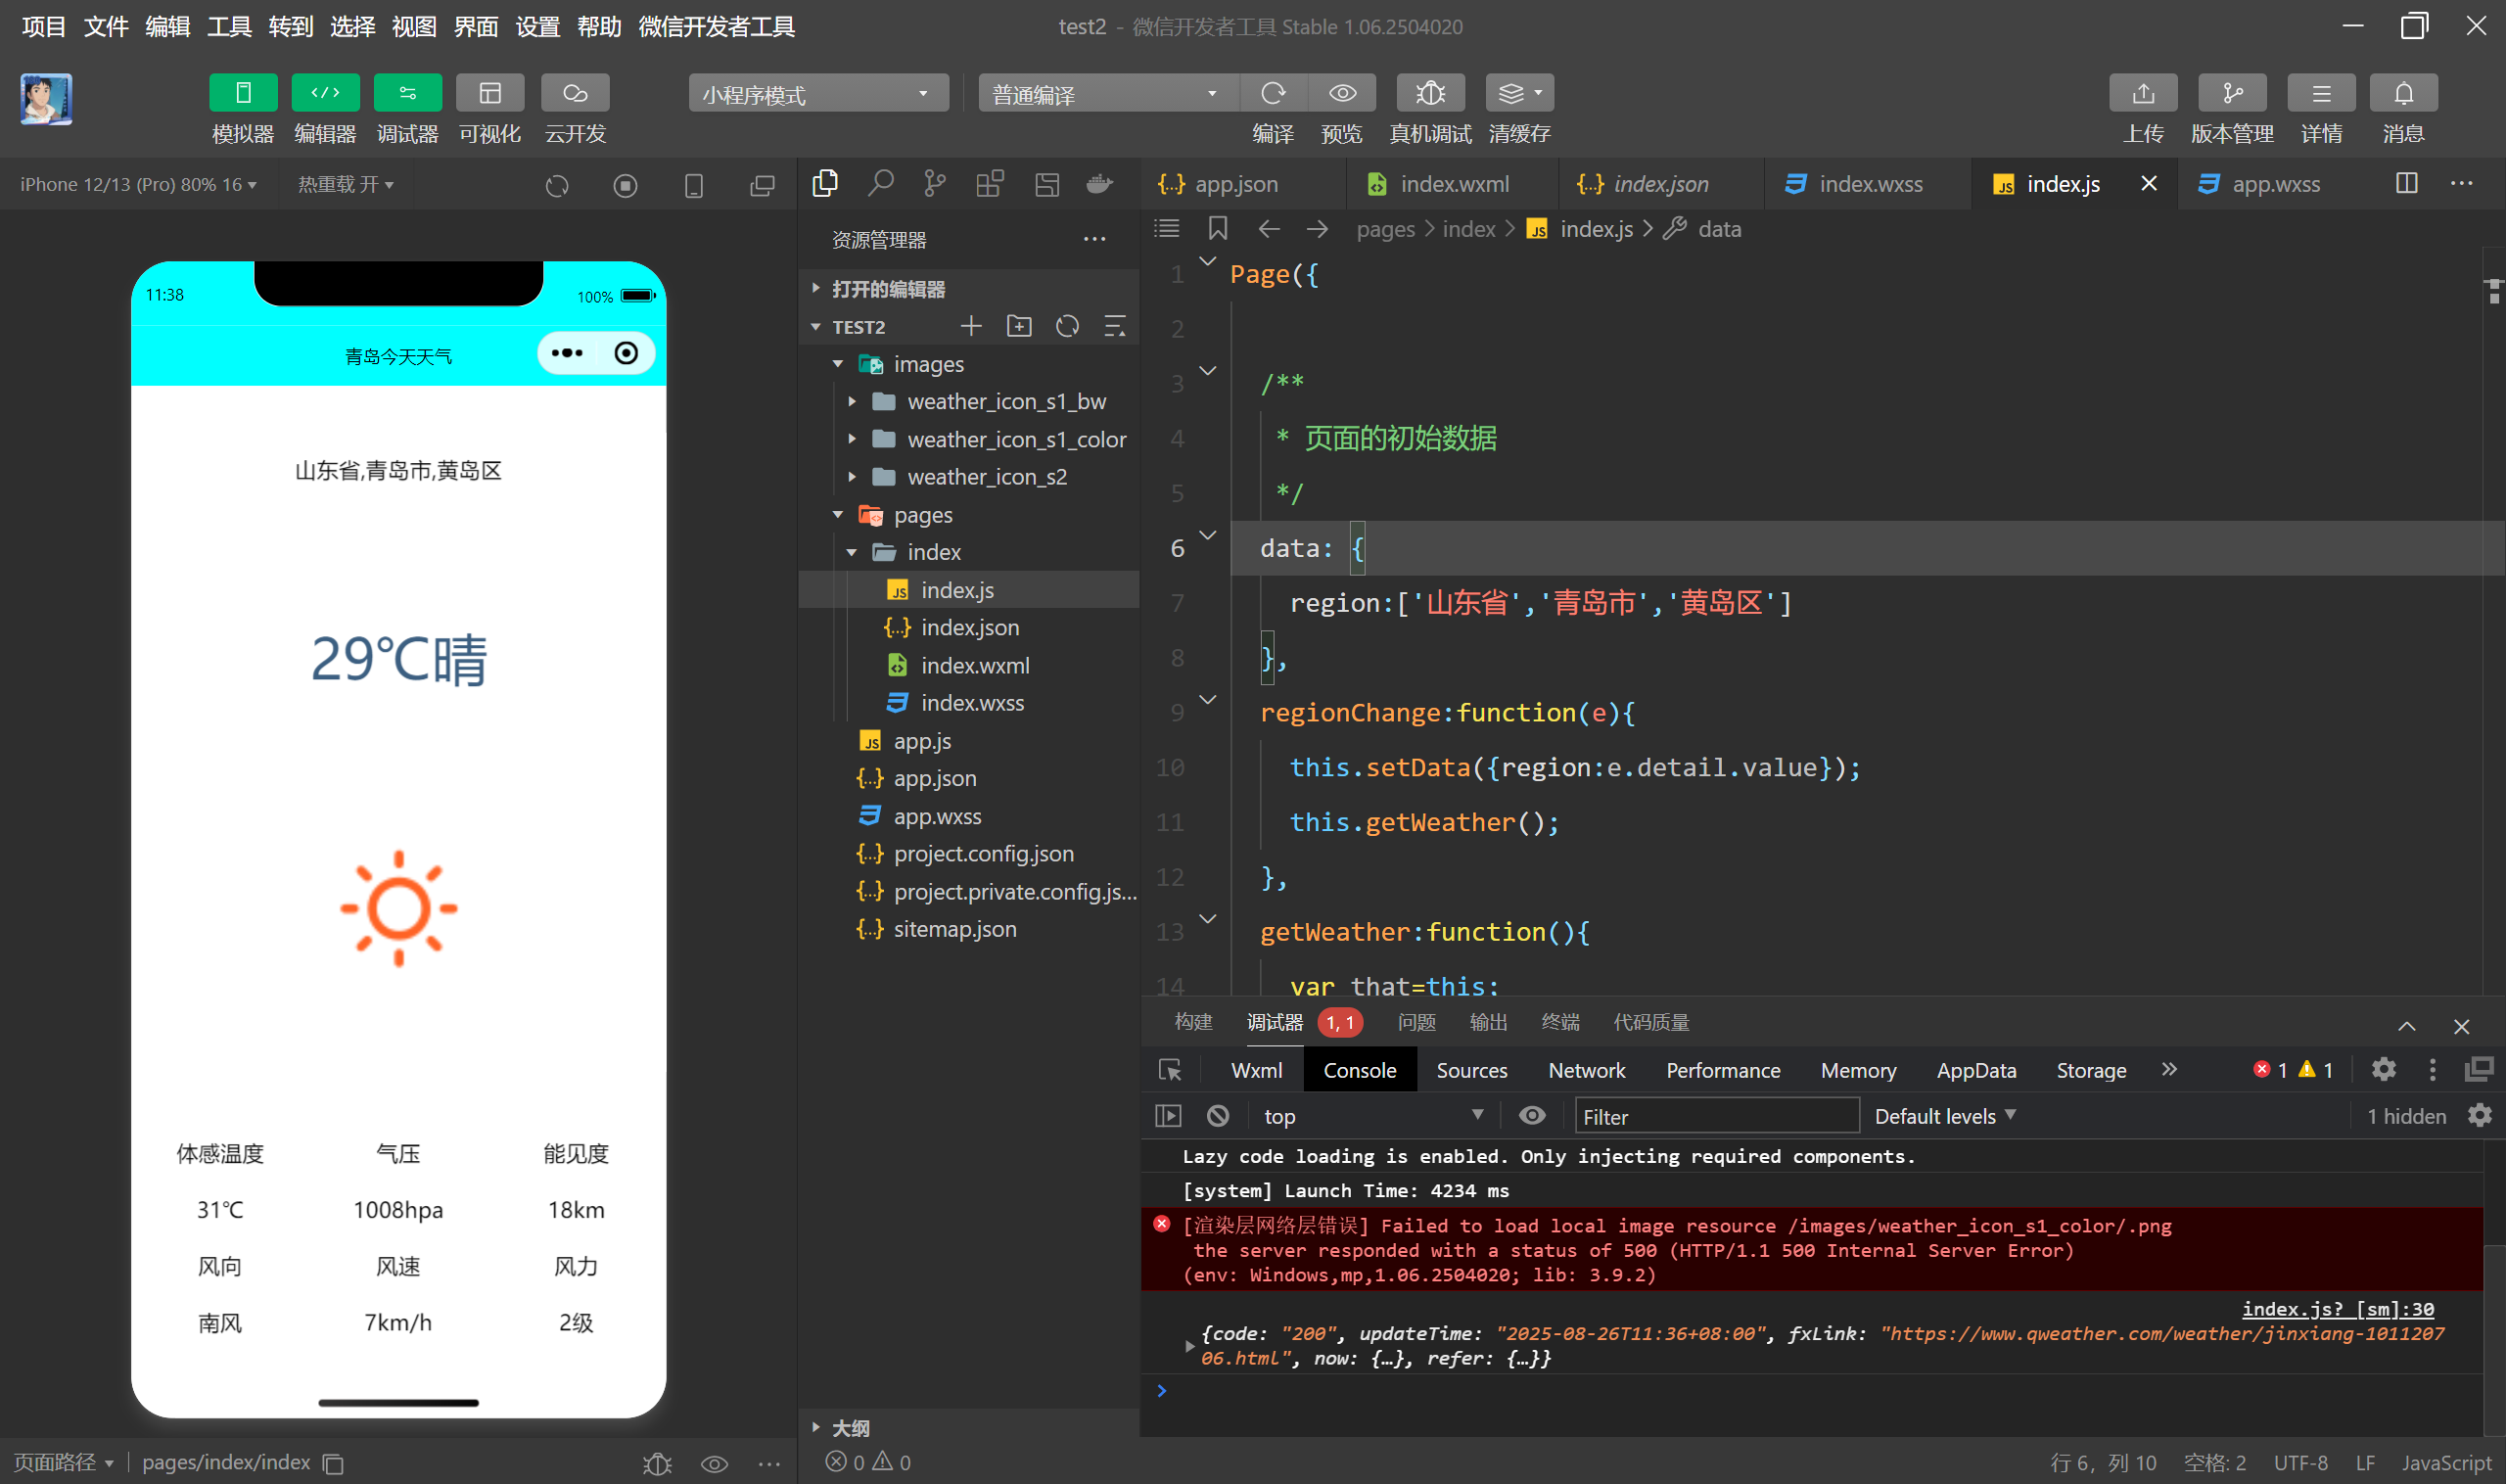 项目 文件 编辑 工具 转到 选择 视图 界面 设置 帮助 微信开发者工具
test2 - 微信开发者工具 Stable 1.06.2504020
模拟器 编辑器 调试器 可视化 云开发
小程序模式
普通编译
编译 预览 真机调试 清缓存
上传 版本管理 详情 消息
iPhone 12/13 (Pro) 80% 16
热重载 开
11:38
100%
青岛今天天气
山东省,青岛市,黄岛区
29℃晴
体感温度 气压 能见度
31℃ 1008hpa 18km
风向 风速 风力
南风 7km/h 2级
页面路径 pages/index/index
资源管理器
打开的编辑器
TEST2
images
weather_icon_s1_bw
weather_icon_s1_color
weather_icon_s2
pages
index
index.js
index.json
index.wxml
index.wxss
app.js
app.json
app.wxss
project.config.json
project.private.config.js...
sitemap.json
大纲
0 0
app.json index.wxml index.json index.wxss index.js app.wxss
pages > index > index.js > data
1 Page({
2
3 /**
4 * 页面的初始数据
5 */
6 data: {
7 region:['山东省','青岛市','黄岛区']
8 },
9 regionChange:function(e){
10 this.setData({region:e.detail.value});
11 this.getWeather();
12 },
13 getWeather:function(){
14 var that=this;
构建 调试器 1, 1 问题 输出 终端 代码质量
Wxml Console Sources Network Performance Memory AppData Storage » 1 1
top Filter Default levels 1 hidden
Lazy code loading is enabled. Only injecting required components.
[system] Launch Time: 4234 ms
[渲染层网络层错误] Failed to load local image resource /images/weather_icon_s1_color/.png
the server responded with a status of 500 (HTTP/1.1 500 Internal Server Error)
(env: Windows,mp,1.06.2504020; lib: 3.9.2)
index.js? [sm]:30
{code: "200", updateTime: "2025-08-26T11:36+08:00", fxLink: "https://www.qweather.com/weather/jinxiang-1011207
06.html", now: {…}, refer: {…}}
行 6，列 10 空格: 2 UTF-8 LF JavaScript